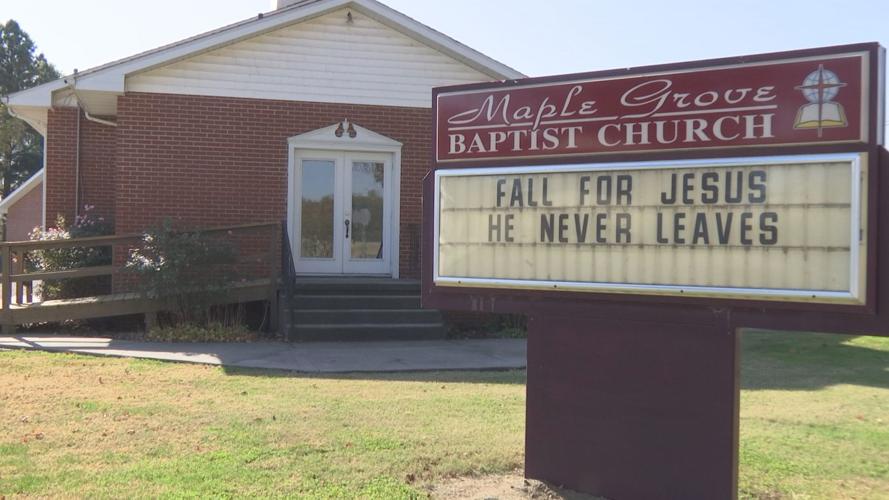 Maple Grove
BAPTIST CHURCH
FALL FOR JESUS
HE NEVER LEAVES